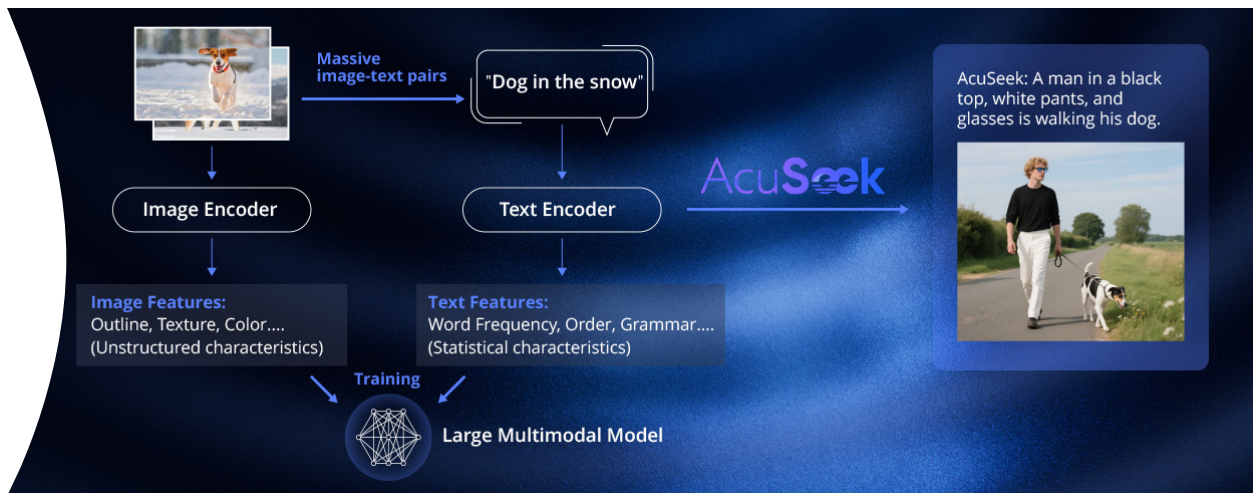 Massive
image-text pairs
"Dog in the snow"
AcuSeek
Image Encoder
Text Encoder
Image Features:
Outline, Texture, Color....
(Unstructured characteristics)
Text Features:
Word Frequency, Order, Grammar....
(Statistical characteristics)
Training
Large Multimodal Model
AcuSeek: A man in a black
top, white pants, and
glasses is walking his dog.